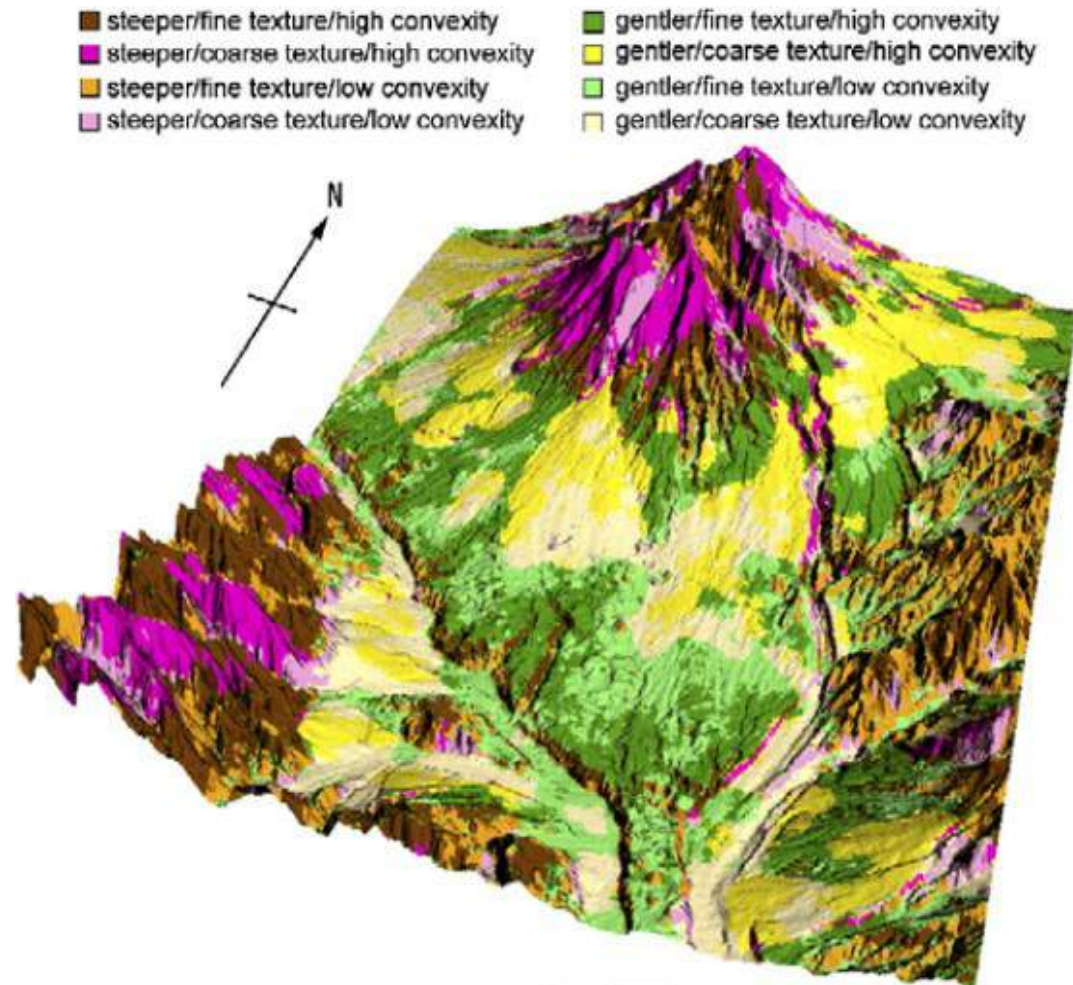 steeper/fine texture/high convexity
steeper/coarse texture/high convexity
steeper/fine texture/low convexity
steeper/coarse texture/low convexity
gentler/fine texture/high convexity
gentler/coarse texture/high convexity
gentler/fine texture/low convexity
gentler/coarse texture/low convexity
N